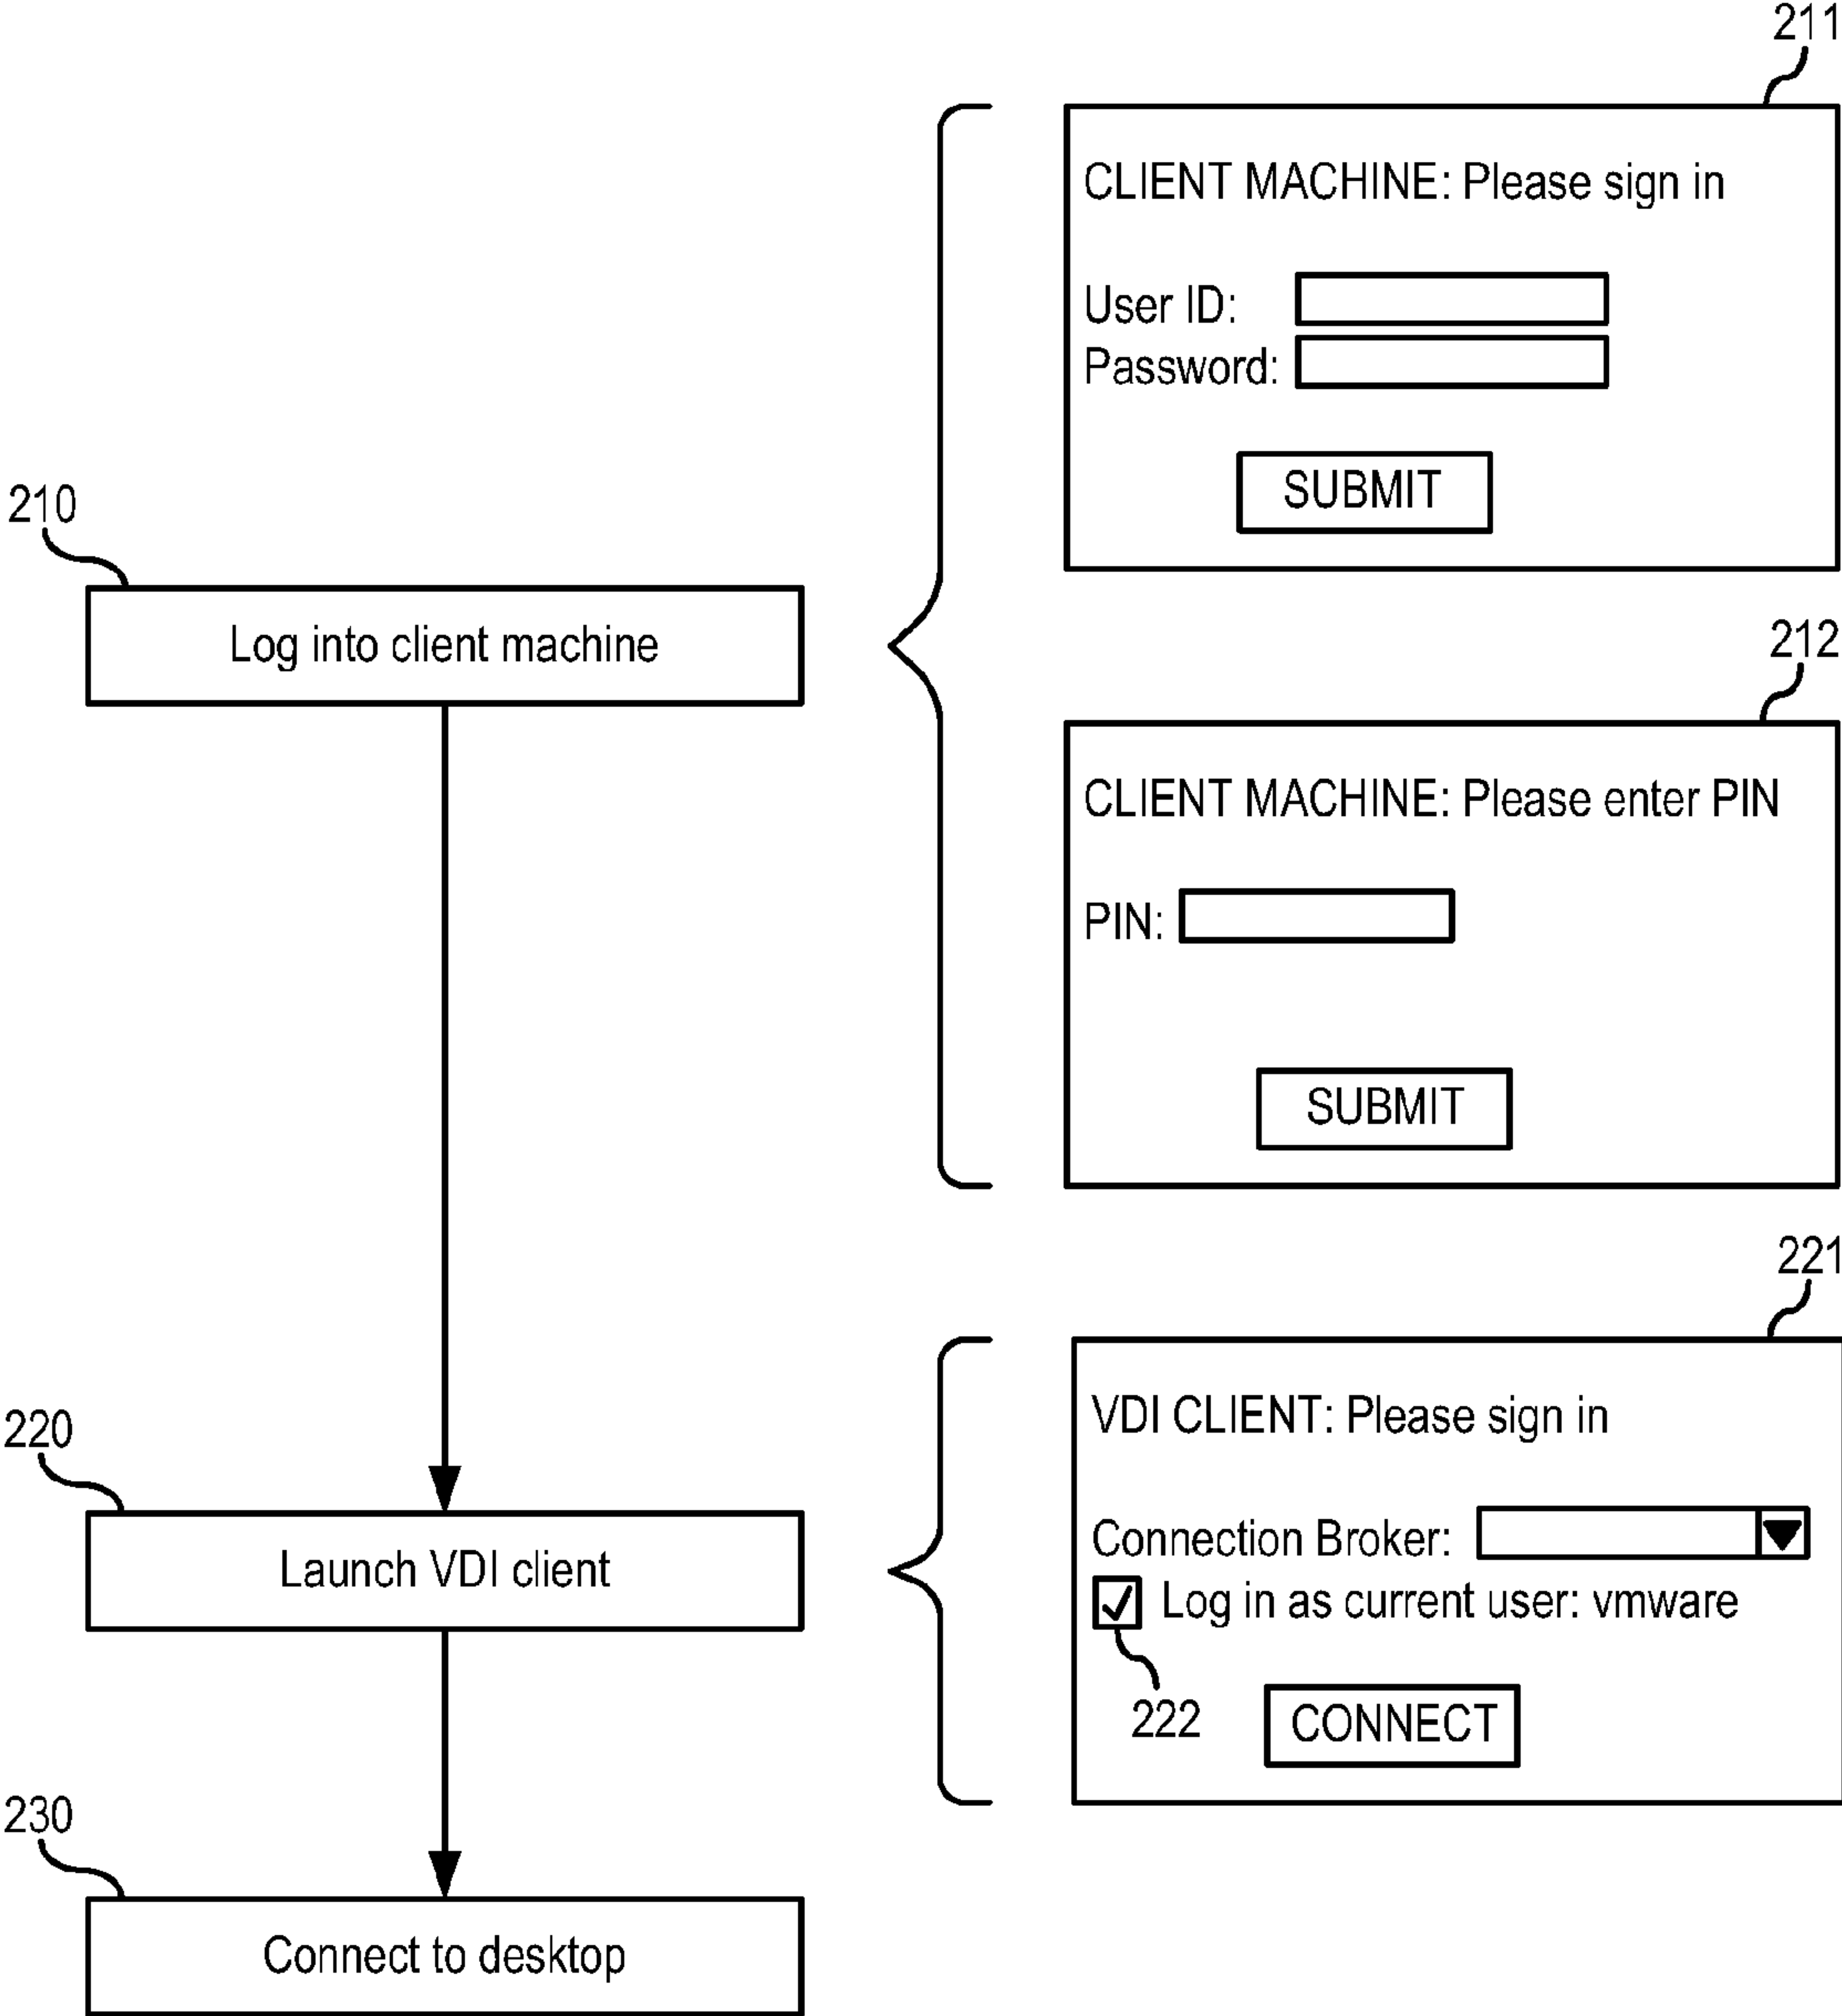 211
CLIENT MACHINE: Please sign in
User ID:
Password:
SUBMIT
210
Log into client machine
212
CLIENT MACHINE: Please enter PIN
PIN:
SUBMIT
221
VDI CLIENT: Please sign in
220
Launch VDI client
Connection Broker:
Log in as current user: vmware
222
CONNECT
230
Connect to desktop